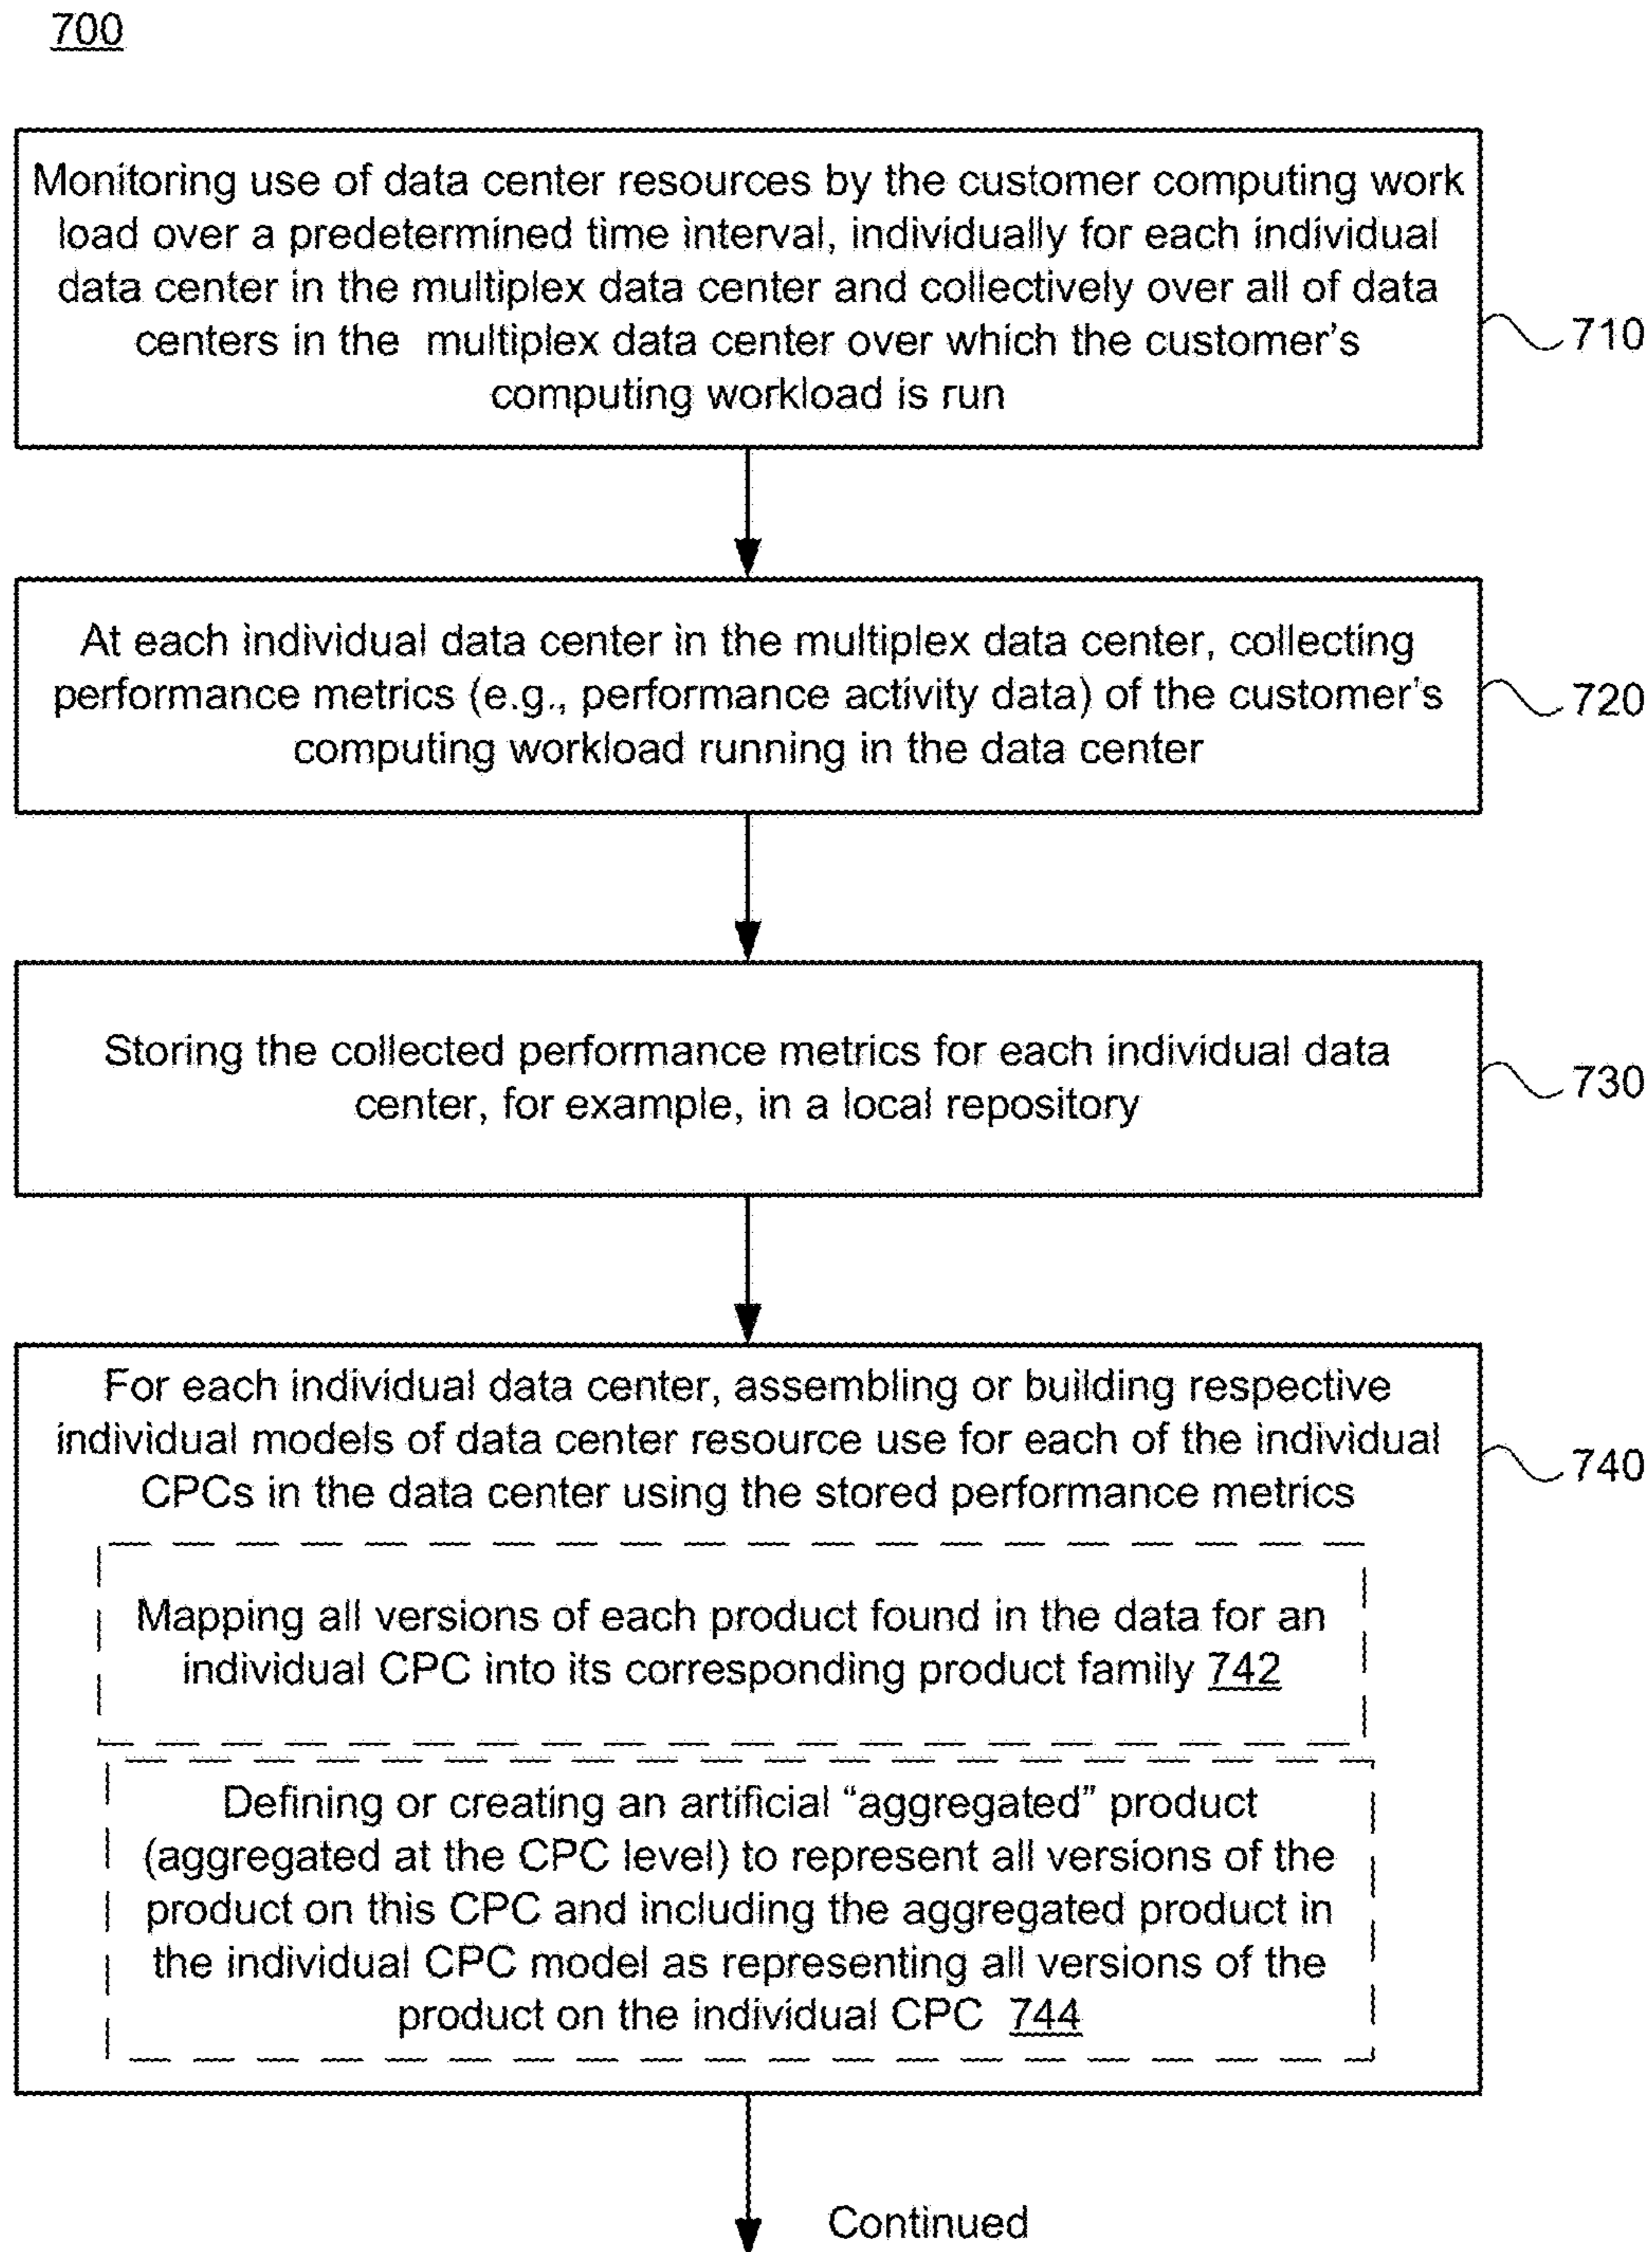 700
Monitoring use of data center resources by the customer computing work
load over a predetermined time interval, individually for each individual
data center in the multiplex data center and collectively over all of data
centers in the multiplex data center over which the customer's
computing workload is run
710
At each individual data center in the multiplex data center, collecting
performance metrics (e.g., performance activity data) of the customer's
computing workload running in the data center
720
Storing the collected performance metrics for each individual data
center, for example, in a local repository
730
For each individual data center, assembling or building respective
individual models of data center resource use for each of the individual
CPCs in the data center using the stored performance metrics
740
Mapping all versions of each product found in the data for an
individual CPC into its corresponding product family 742
Defining or creating an artificial “aggregated” product
(aggregated at the CPC level) to represent all versions of the
product on this CPC and including the aggregated product in
the individual CPC model as representing all versions of the
product on the individual CPC 744
Continued